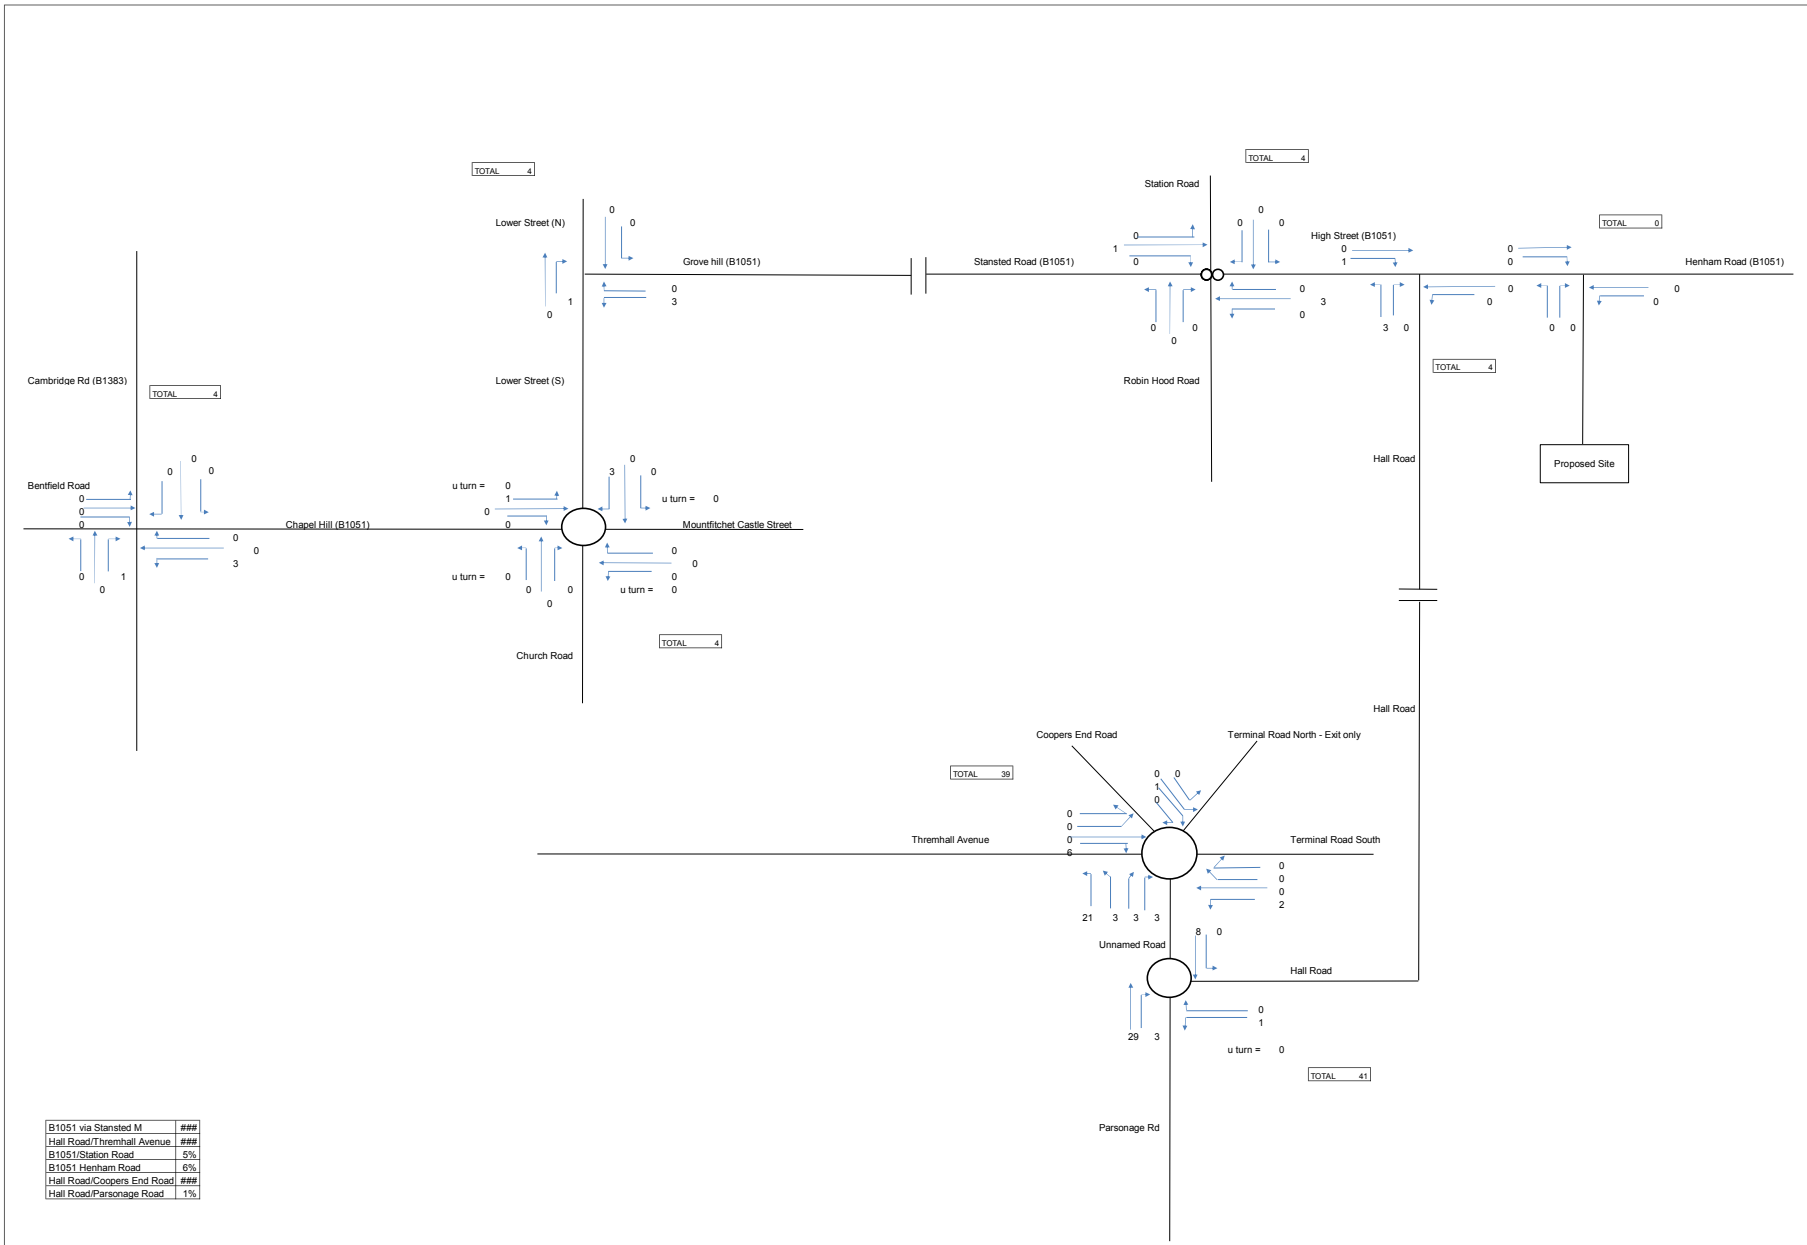 TOTAL 4
TOTAL 4
Station Road
Lower Street (N)
0
0
0
0
0
High Street (B1051)
TOTAL 0
0
1
0
Grove hill (B1051)
Stansted Road (B1051)
0
1
0
0
Henham Road (B1051)
1
0
0
3
0
0
0
0
3
0
0
0
0
0
3 0
0
0 0
0
0
Cambridge Rd (B1383)
TOTAL 4
Lower Street (S)
Robin Hood Road
TOTAL 4
Hall Road
Proposed Site
Bentfield Road
0
0
0
0
0
0
u turn = 0
1
0
0
3
0
0
u turn = 0
Chapel Hill (B1051)
Mountfitchet Castle Street
0
0
3
0
1
0
u turn = 0
0
0
0
0
0
0
u turn = 0
TOTAL 4
Church Road
Hall Road
Coopers End Road
Terminal Road North - Exit only
TOTAL 39
0
0
1
0
0
0
0
6
Thremhall Avenue
Terminal Road South
0
0
0
2
21 3 3 3
Unnamed Road
8 0
Hall Road
0
1
29 3
u turn = 0
TOTAL 41
Parsonage Rd
B1051 via Stansted M ###
Hall Road/Thremhall Avenue ###
B1051/Station Road 5%
B1051 Henham Road 6%
Hall Road/Coopers End Road ###
Hall Road/Parsonage Road 1%